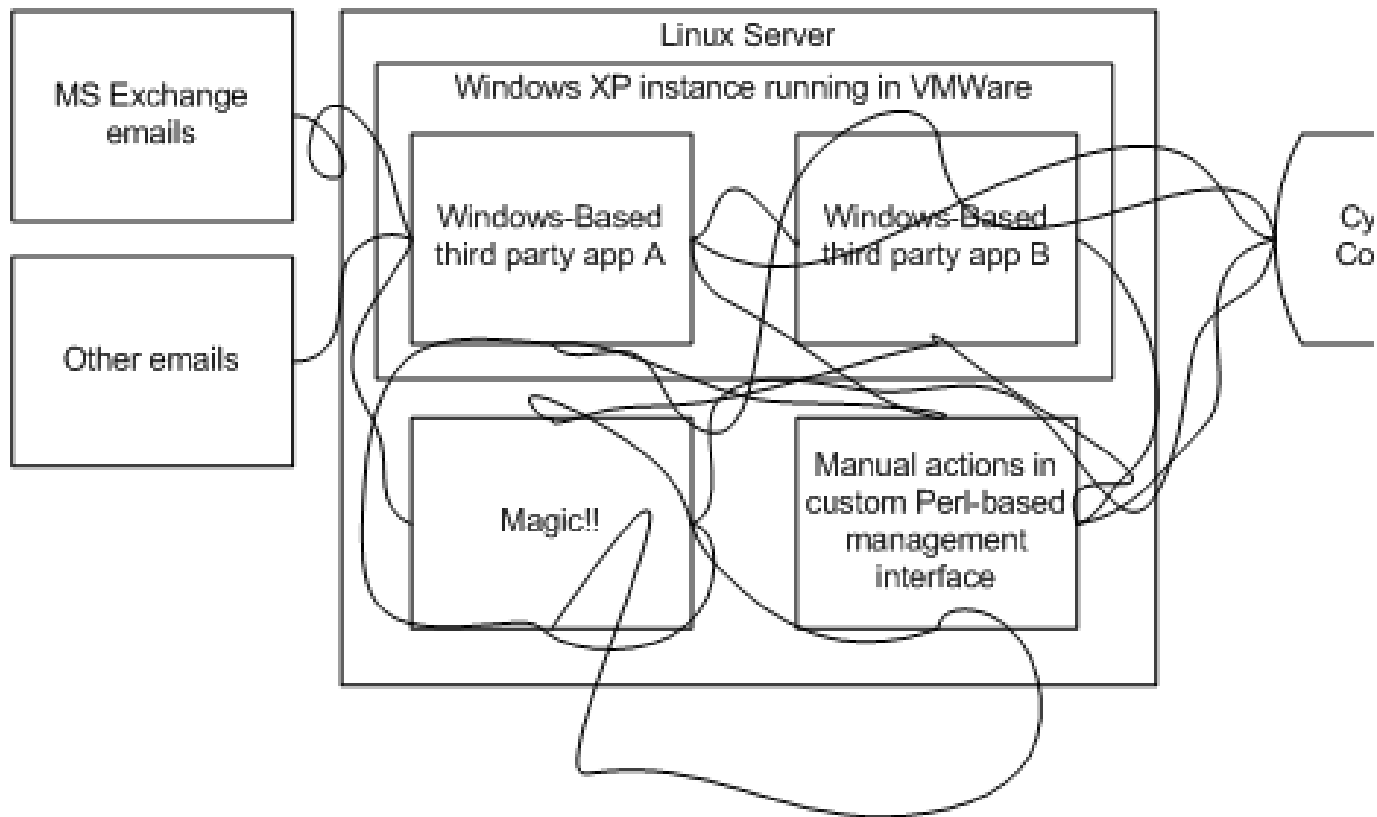 MS Exchange
emails
Other emails
Linux Server
Windows XP instance running in VMWare
Windows-Based
third party app A
Windows-Based
third party app B
Magic!!
Manual actions in
custom Perl-based
management
interface
Cy
Co